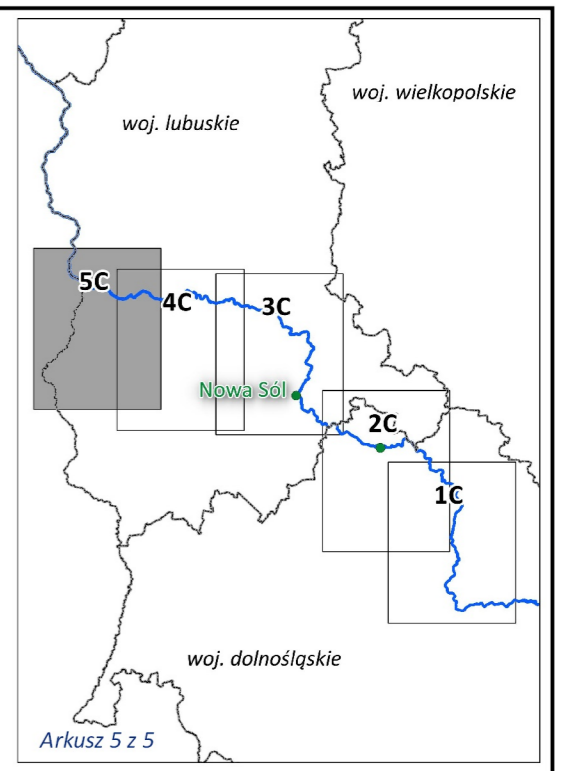 woj. wielkopolskie
woj. lubuskie
5C
4C
3C
Nowa Sól
2C
1C
woj. dolnośląskie
Arkusz 5 z 5